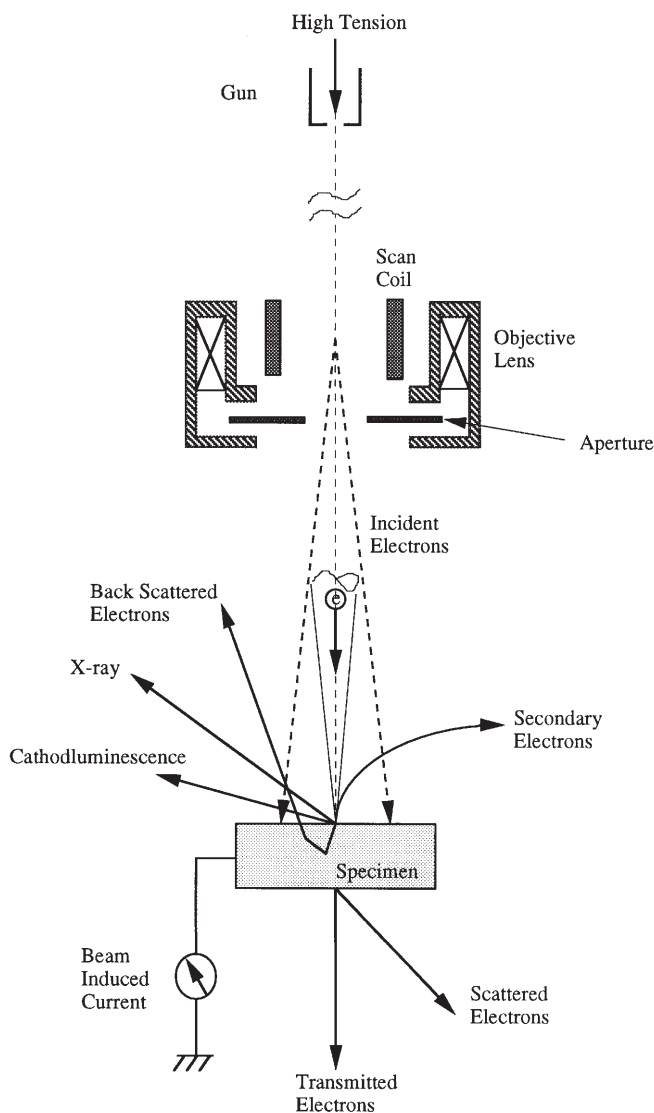 High Tension
Gun
Scan
Coil
Objective
Lens
Aperture
Incident
Electrons
e
Back Scattered
Electrons
X-ray
Secondary
Electrons
Cathodluminescence
Specimen
Beam
Induced
Current
Scattered
Electrons
Transmitted
Electrons